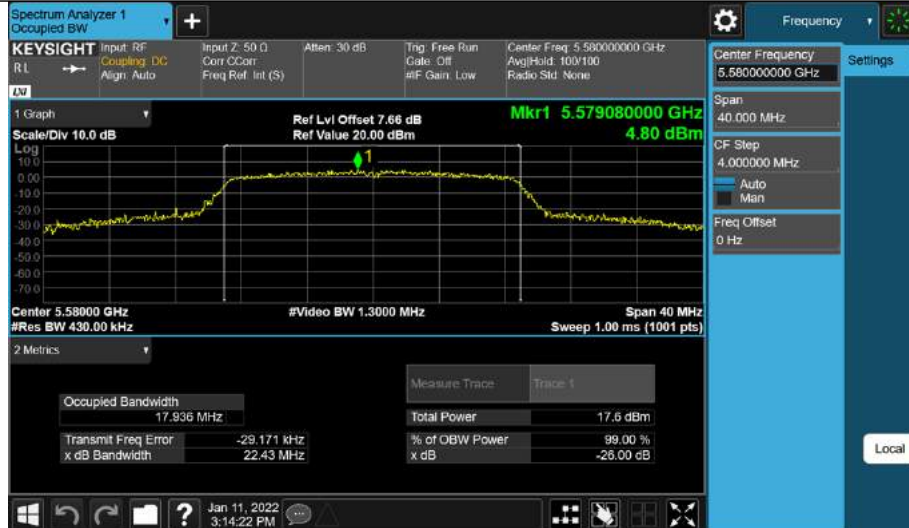 Spectrum Analyzer 1
Occupied BW
+
Frequency
KEYSIGHT
RL
LXI
Input: RF
Coupling: DC
Align: Auto
Input Z: 50 Ω
Corr CCorr
Freq Ref: Int (S)
Atten: 30 dB
Trig: Free Run
Gate: Off
#IF Gain: Low
Center Freq: 5.580000000 GHz
Avg|Hold: 100/100
Radio Std: None
Center Frequency
5.580000000 GHz
Settings
Span
40.000 MHz
CF Step
4.000000 MHz
Auto
Man
Freq Offset
0 Hz
1 Graph
Scale/Div 10.0 dB
Ref Lvl Offset 7.66 dB
Ref Value 20.00 dBm
Mkr1 5.579080000 GHz
4.80 dBm
Log
10.0
0.00
-10.0
-20.0
-30.0
-40.0
-50.0
-60.0
-70.0
1
Center 5.58000 GHz
#Res BW 430.00 kHz
#Video BW 1.3000 MHz
Span 40 MHz
Sweep 1.00 ms (1001 pts)
2 Metrics
Measure Trace
Trace 1
Occupied Bandwidth
17.936 MHz
Total Power
17.6 dBm
Transmit Freq Error
-29.171 kHz
% of OBW Power
99.00 %
x dB Bandwidth
22.43 MHz
x dB
-26.00 dB
Local
?
Jan 11, 2022
3:14:22 PM